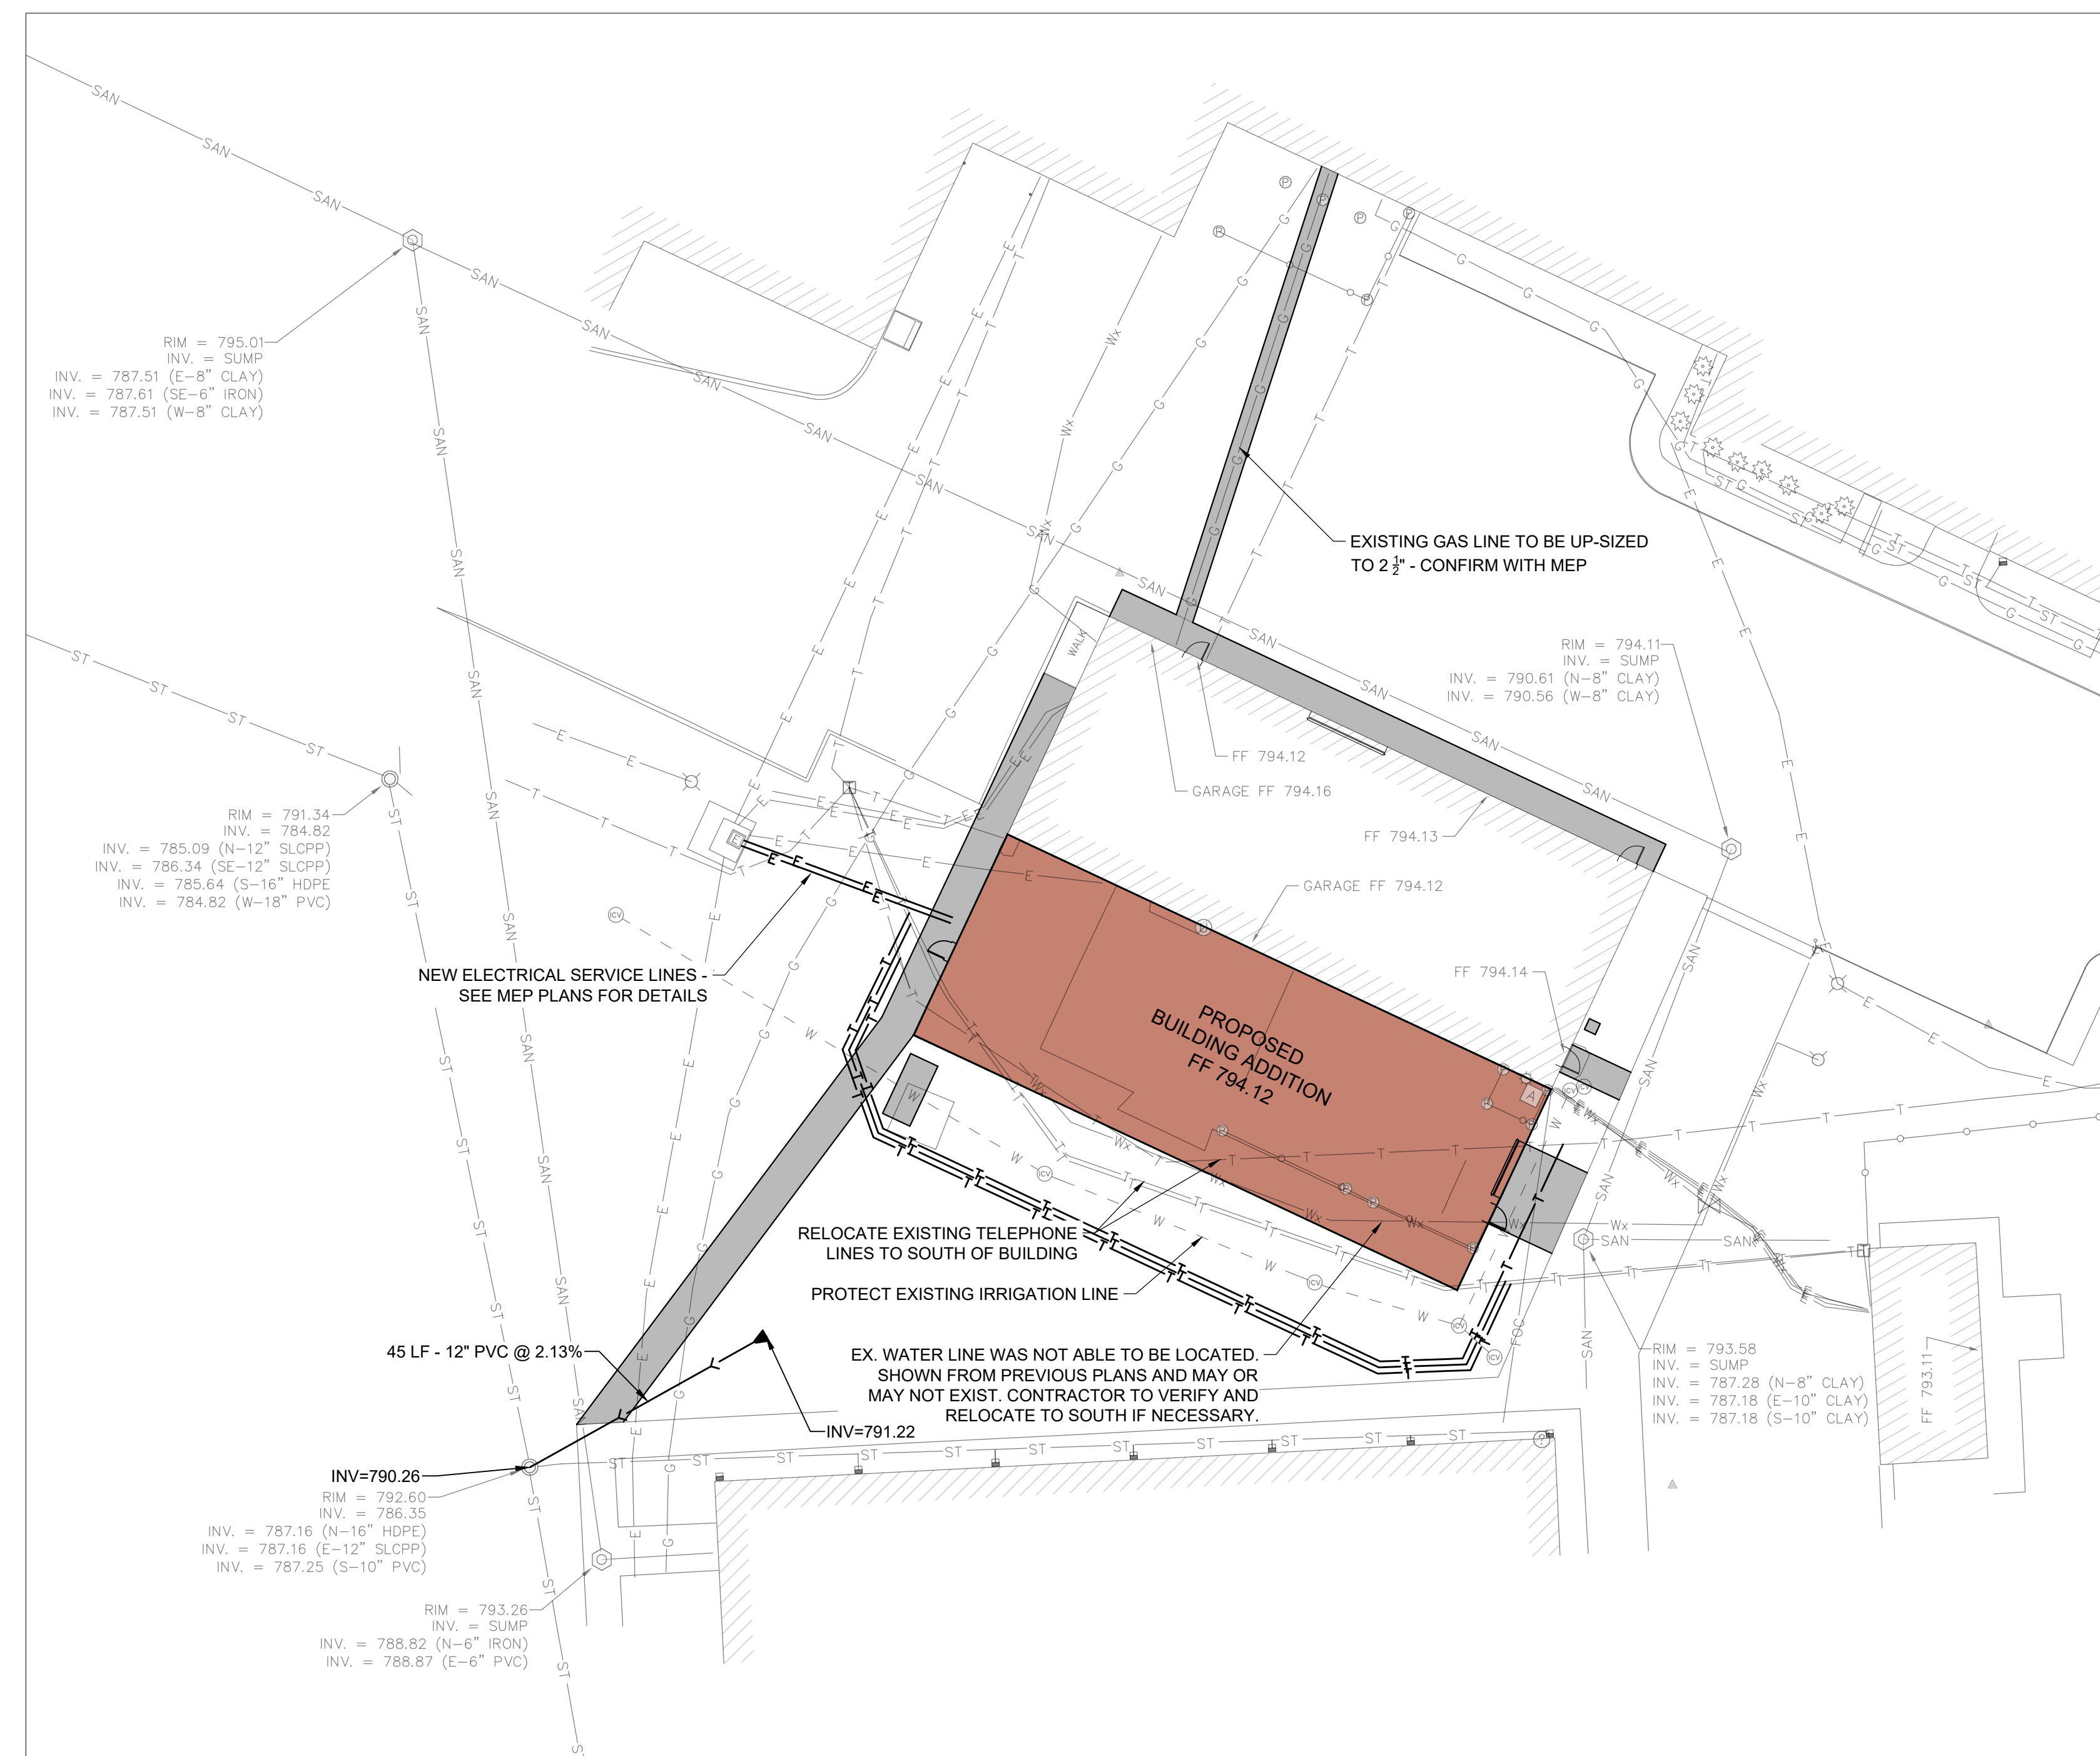 RIM = 795.01
INV. = SUMP
INV. = 787.51 (E-8" CLAY)
INV. = 787.61 (SE-6" IRON)
INV. = 787.51 (W-8" CLAY)
EXISTING GAS LINE TO BE UP-SIZED
TO 2 1/2" - CONFIRM WITH MEP
RIM = 794.11
INV. = SUMP
INV. = 790.61 (N-8" CLAY)
INV. = 790.56 (W-8" CLAY)
WALK
FF 794.12
GARAGE FF 794.16
FF 794.13
GARAGE FF 794.12
FF 794.14
RIM = 791.34
INV. = 784.82
INV. = 785.09 (N-12" SLCPP)
INV. = 786.34 (SE-12" SLCPP)
INV. = 785.64 (S-16" HDPE
INV. = 784.82 (W-18" PVC)
NEW ELECTRICAL SERVICE LINES -
SEE MEP PLANS FOR DETAILS
PROPOSED
BUILDING ADDITION
FF 794.12
RELOCATE EXISTING TELEPHONE
LINES TO SOUTH OF BUILDING
PROTECT EXISTING IRRIGATION LINE
EX. WATER LINE WAS NOT ABLE TO BE LOCATED.
SHOWN FROM PREVIOUS PLANS AND MAY OR
MAY NOT EXIST. CONTRACTOR TO VERIFY AND
RELOCATE TO SOUTH IF NECESSARY.
45 LF - 12" PVC @ 2.13%
INV=791.22
INV=790.26
RIM = 792.60
INV. = 786.35
INV. = 787.16 (N-16" HDPE)
INV. = 787.16 (E-12" SLCPP)
INV. = 787.25 (S-10" PVC)
RIM = 793.26
INV. = SUMP
INV. = 788.82 (N-6" IRON)
INV. = 788.87 (E-6" PVC)
FOC
RIM = 793.58
INV. = SUMP
INV. = 787.28 (N-8" CLAY)
INV. = 787.18 (E-10" CLAY)
INV. = 787.18 (S-10" CLAY)
FF 793.11
SAN
ST
E
T
G
W
Wx
ICV